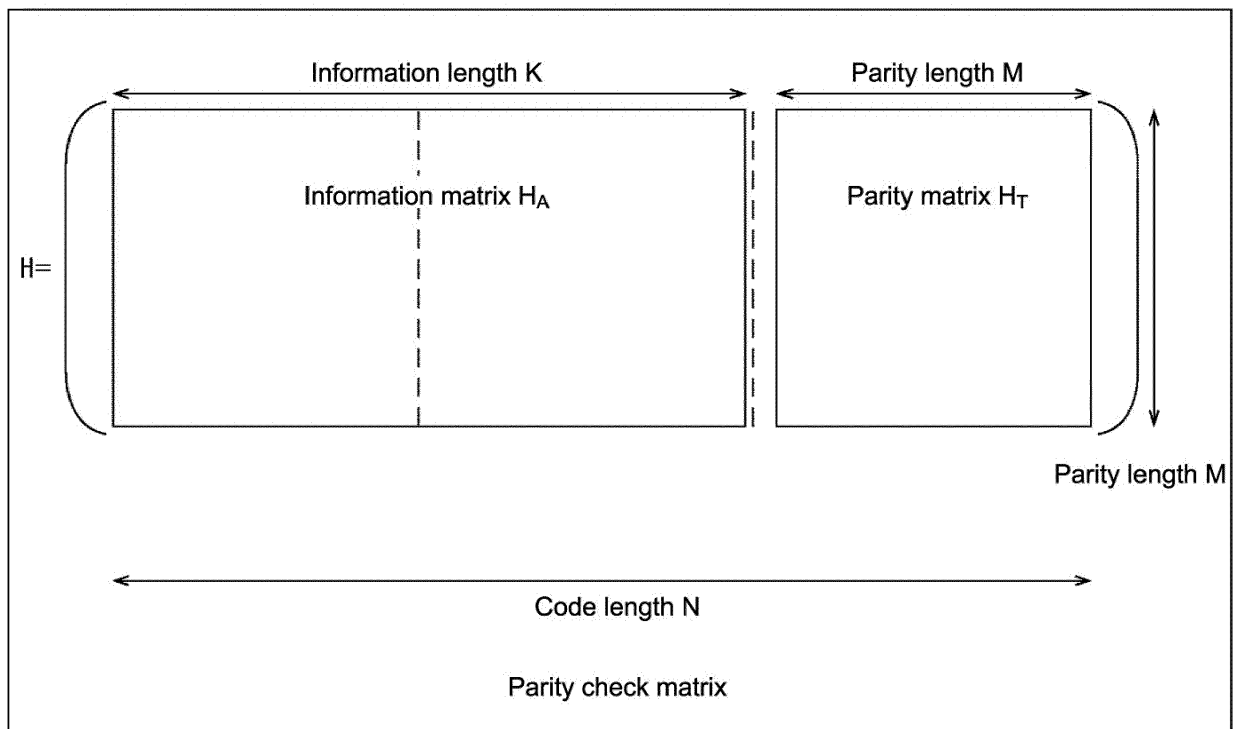 Information length K
Parity length M
Information matrix H_A
Parity matrix H_T
H=
Parity length M
Code length N
Parity check matrix